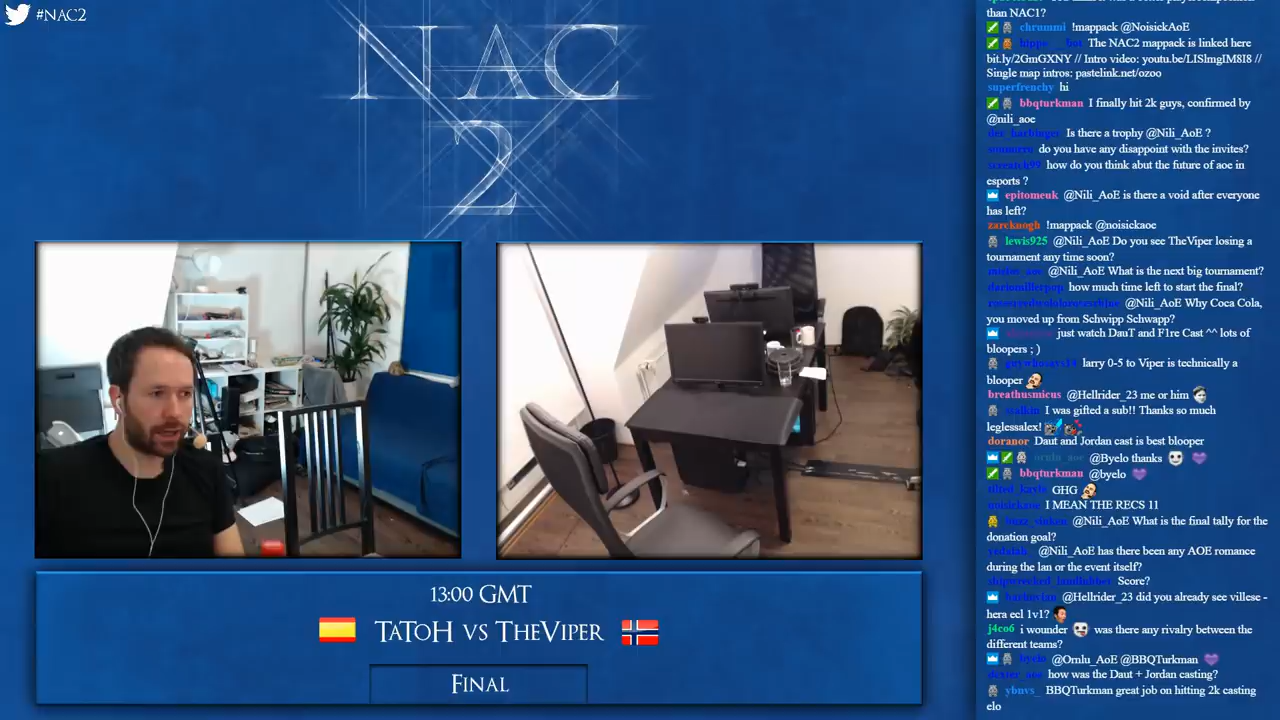 #NAC2
NAC
2
13:00 GMT
TaToH vs TheViper
Final
than NAC1?
chrummi !mappack @NoisickAoE
The NAC2 mappack is linked here
bit.ly/2GmGXNY // Intro video: youtu.be/LISlmgIM8I8 //
Single map intros: pastelink.net/ozoo
superfrenchy hi
bbqturkman I finally hit 2k guys, confirmed by
@nili_aoe
Is there a trophy @Nili_AoE ?
do you have any disappoint with the invites?
how do you think abut the future of aoe in
esports ?
epitomeuk @Nili_AoE is there a void after everyone
has left?
zarcknogh !mappack @noisickaoe
lewis925 @Nili_AoE Do you see TheViper losing a
tournament any time soon?
@Nili_AoE What is the next big tournament?
how much time left to start the final?
@Nili_AoE Why Coca Cola,
you moved up from Schwipp Schwapp?
just watch DauT and F1re Cast ^^ lots of
bloopers ; )
larry 0-5 to Viper is technically a
blooper
breathusmicus @Hellrider_23 me or him
I was gifted a sub!! Thanks so much
leglessalex!
doranor Daut and Jordan cast is best blooper
ornlu_aoe @Byelo thanks
bbqturkman @byelo
GHG
I MEAN THE RECS 11
@Nili_AoE What is the final tally for the
donation goal?
@Nili_AoE has there been any AOE romance
during the lan or the event itself?
Score?
@Hellrider_23 did you already see villese -
hera ecl 1v1?
j4co6 i wounder was there any rivalry between the
different teams?
@Ornlu_AoE @BBQTurkman
how was the Daut + Jordan casting?
ybnvs_ BBQTurkman great job on hitting 2k casting
elo